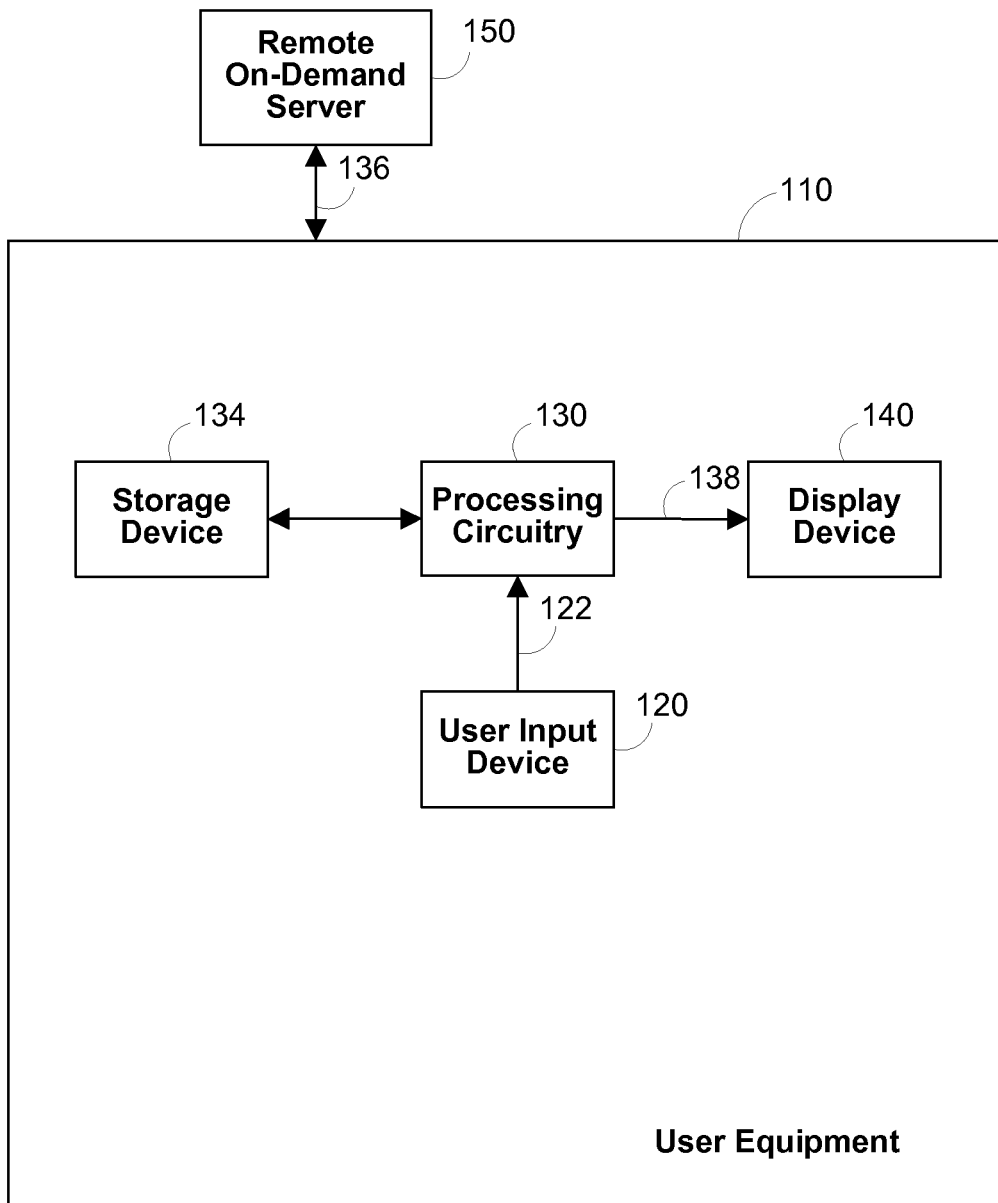 Remote
On-Demand
Server
150
136
110
134
130
140
Storage
Device
Processing
Circuitry
138
Display
Device
122
User Input
Device
120
User Equipment